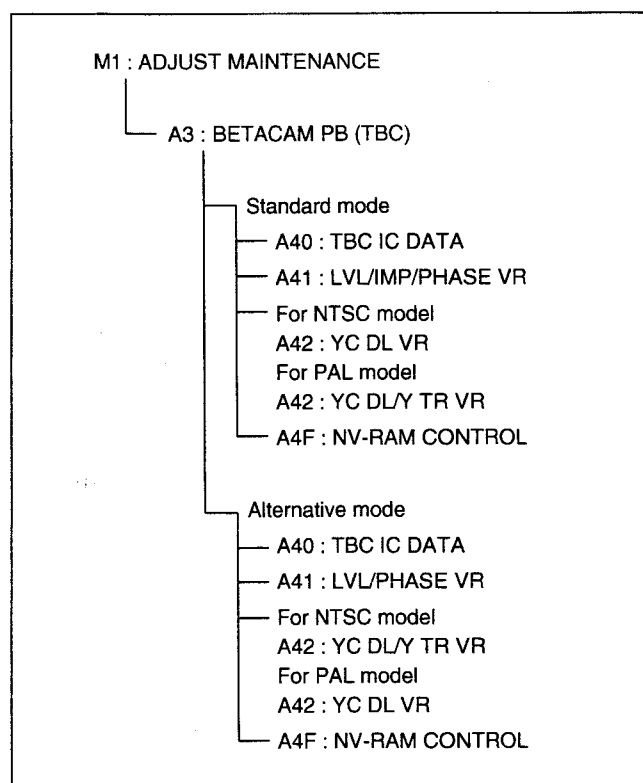 M1 : ADJUST MAINTENANCE
A3 : BETACAM PB (TBC)
Standard mode
A40 : TBC IC DATA
A41 : LVL/IMP/PHASE VR
For NTSC model
A42 : YC DL VR
For PAL model
A42 : YC DL/Y TR VR
A4F : NV-RAM CONTROL
Alternative mode
A40 : TBC IC DATA
A41 : LVL/PHASE VR
For NTSC model
A42 : YC DL/Y TR VR
For PAL model
A42 : YC DL VR
A4F : NV-RAM CONTROL